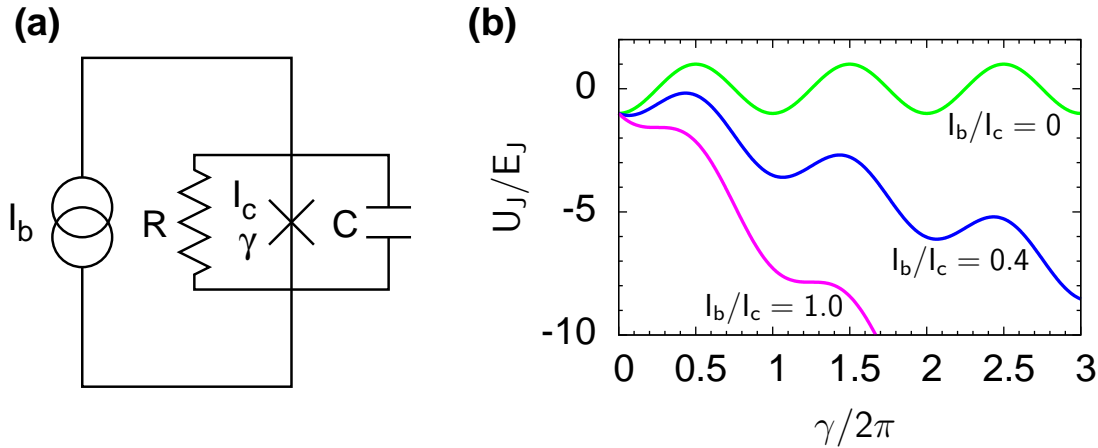 (a)
I_b
R
I_c
γ
C
(b)
U_J/E_J
0
-5
-10
I_b/I_c = 0
I_b/I_c = 0.4
I_b/I_c = 1.0
0 0.5 1 1.5 2 2.5 3
γ/2π